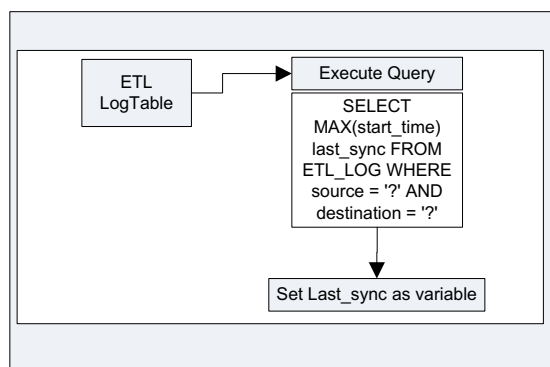 ETL
LogTable
Execute Query
SELECT
MAX(start_time)
last_sync FROM
ETL_LOG WHERE
source = '?' AND
destination = '?'
Set Last_sync as variable